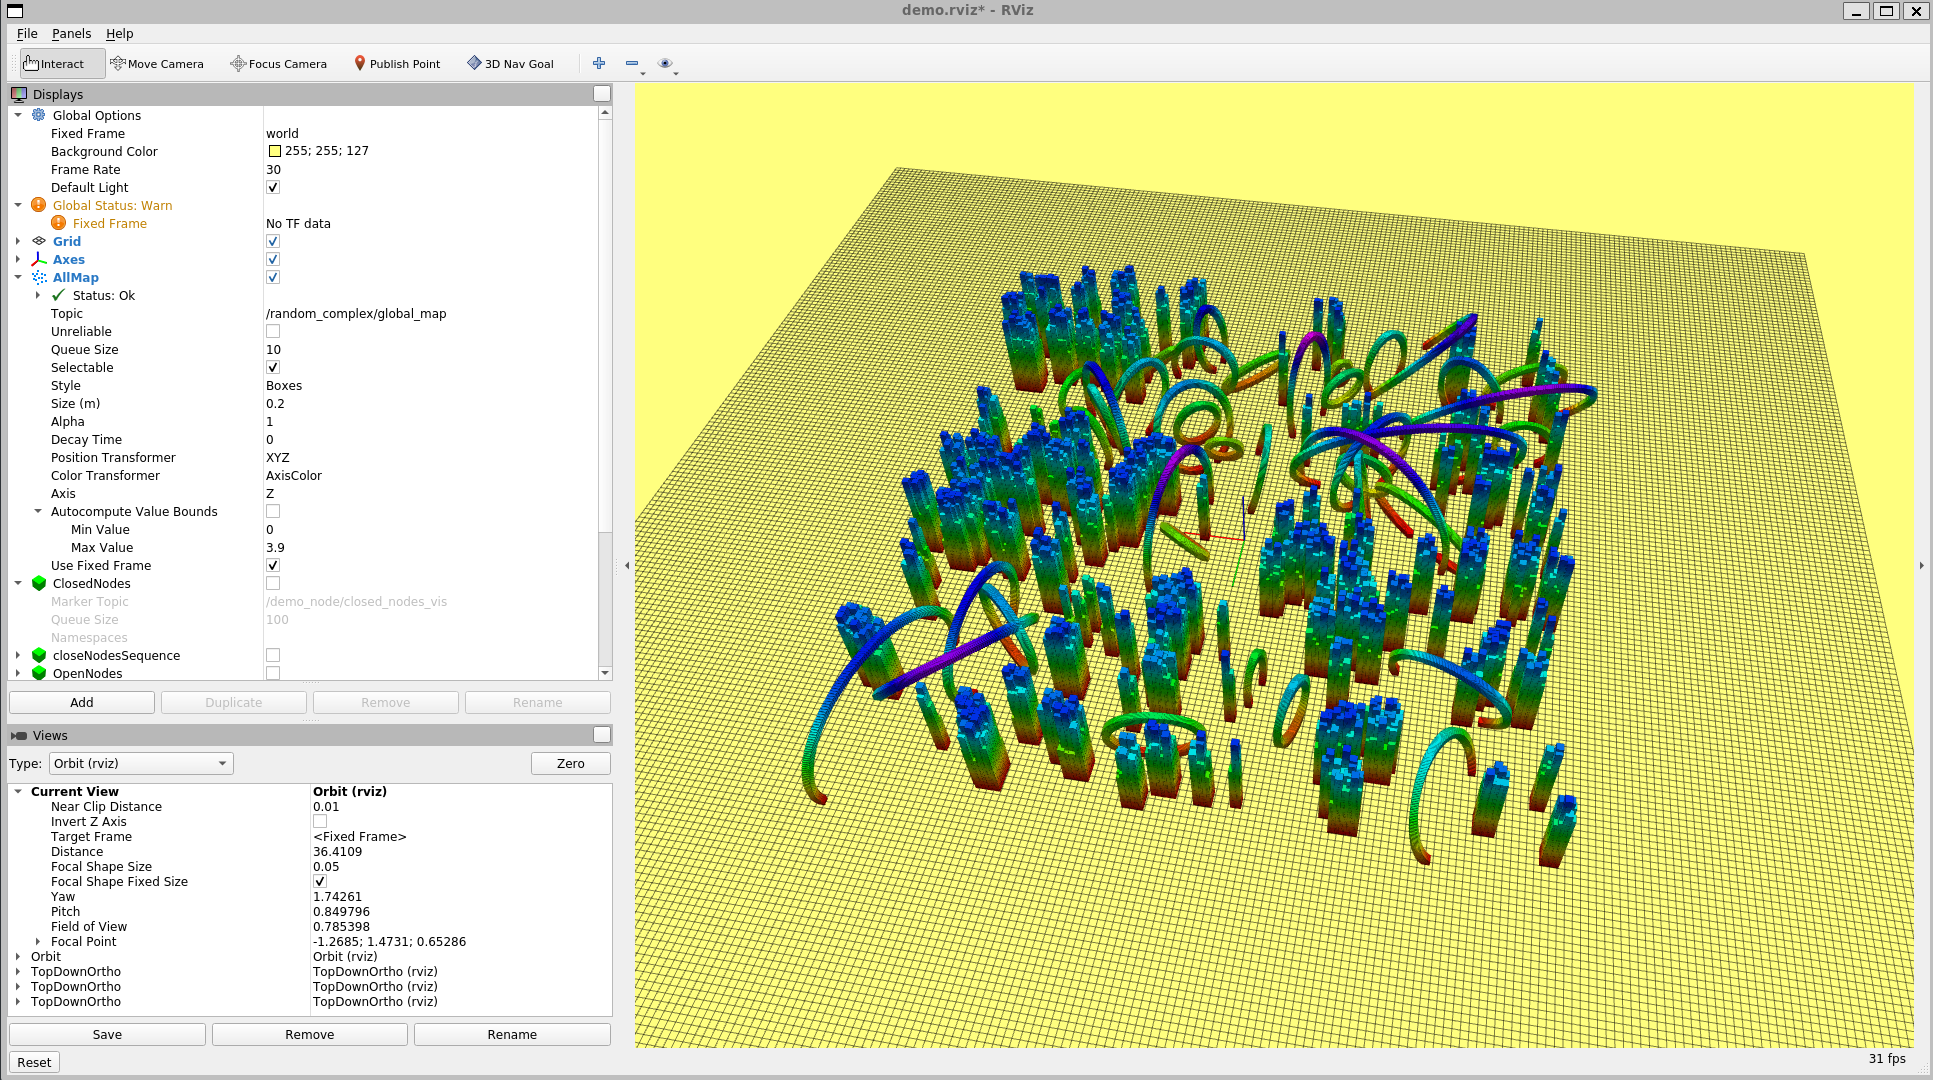 demo.rviz* - RViz
File Panels Help
Interact Move Camera Focus Camera Publish Point 3D Nav Goal
Displays
Global Options
Fixed Frame world
Background Color 255; 255; 127
Frame Rate 30
Default Light
Global Status: Warn
Fixed Frame No TF data
Grid
Axes
AllMap
Status: Ok
Topic /random_complex/global_map
Unreliable
Queue Size 10
Selectable
Style Boxes
Size (m) 0.2
Alpha 1
Decay Time 0
Position Transformer XYZ
Color Transformer AxisColor
Axis Z
Autocompute Value Bounds
Min Value 0
Max Value 3.9
Use Fixed Frame
ClosedNodes
Marker Topic /demo_node/closed_nodes_vis
Queue Size 100
Namespaces
closeNodesSequence
OpenNodes
Add Duplicate Remove Rename
Views
Type: Orbit (rviz) Zero
Current View Orbit (rviz)
Near Clip Distance 0.01
Invert Z Axis
Target Frame <Fixed Frame>
Distance 36.4109
Focal Shape Size 0.05
Focal Shape Fixed Size
Yaw 1.74261
Pitch 0.849796
Field of View 0.785398
Focal Point -1.2685; 1.4731; 0.65286
Orbit Orbit (rviz)
TopDownOrtho TopDownOrtho (rviz)
TopDownOrtho TopDownOrtho (rviz)
TopDownOrtho TopDownOrtho (rviz)
Save Remove Rename
Reset
31 fps